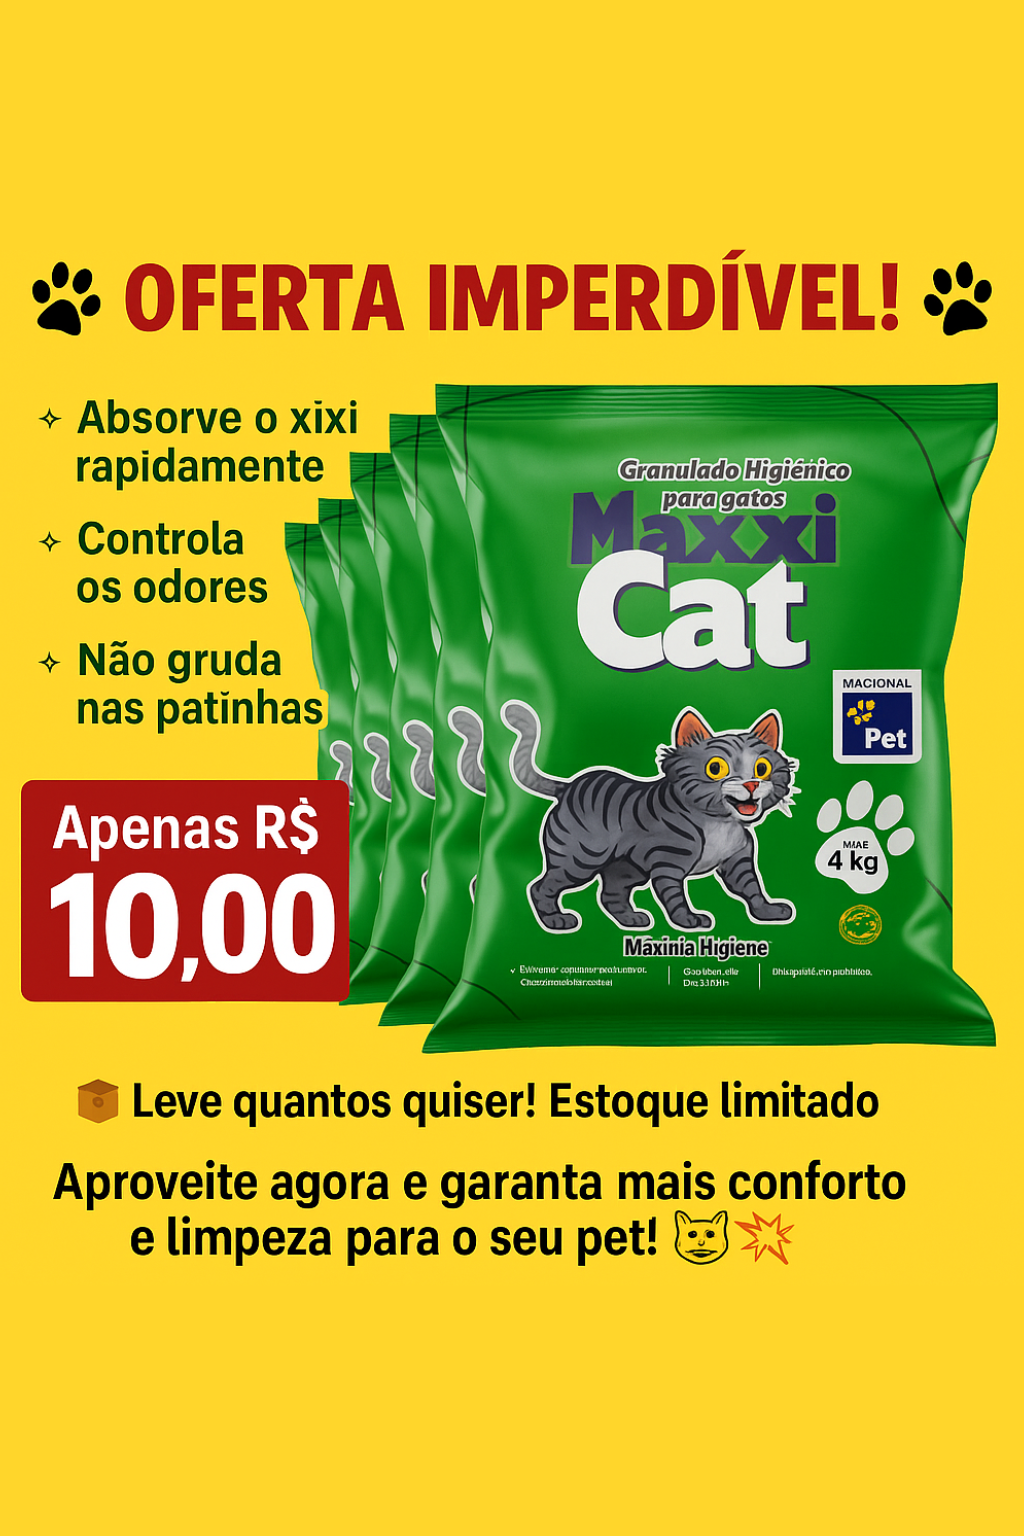 OFERTA IMPERDÍVEL!
Absorve o xixi
rapidamente
Controla
os odores
Não gruda
nas patinhas
Apenas R$
10,00
Granulado Higiénico
para gatos
Maxxi
Cat
MACIONAL
Pet
4 kg
Máxinia Higiene
Leve quantos quiser! Estoque limitado
Aproveite agora e garanta mais conforto
e limpeza para o seu pet!